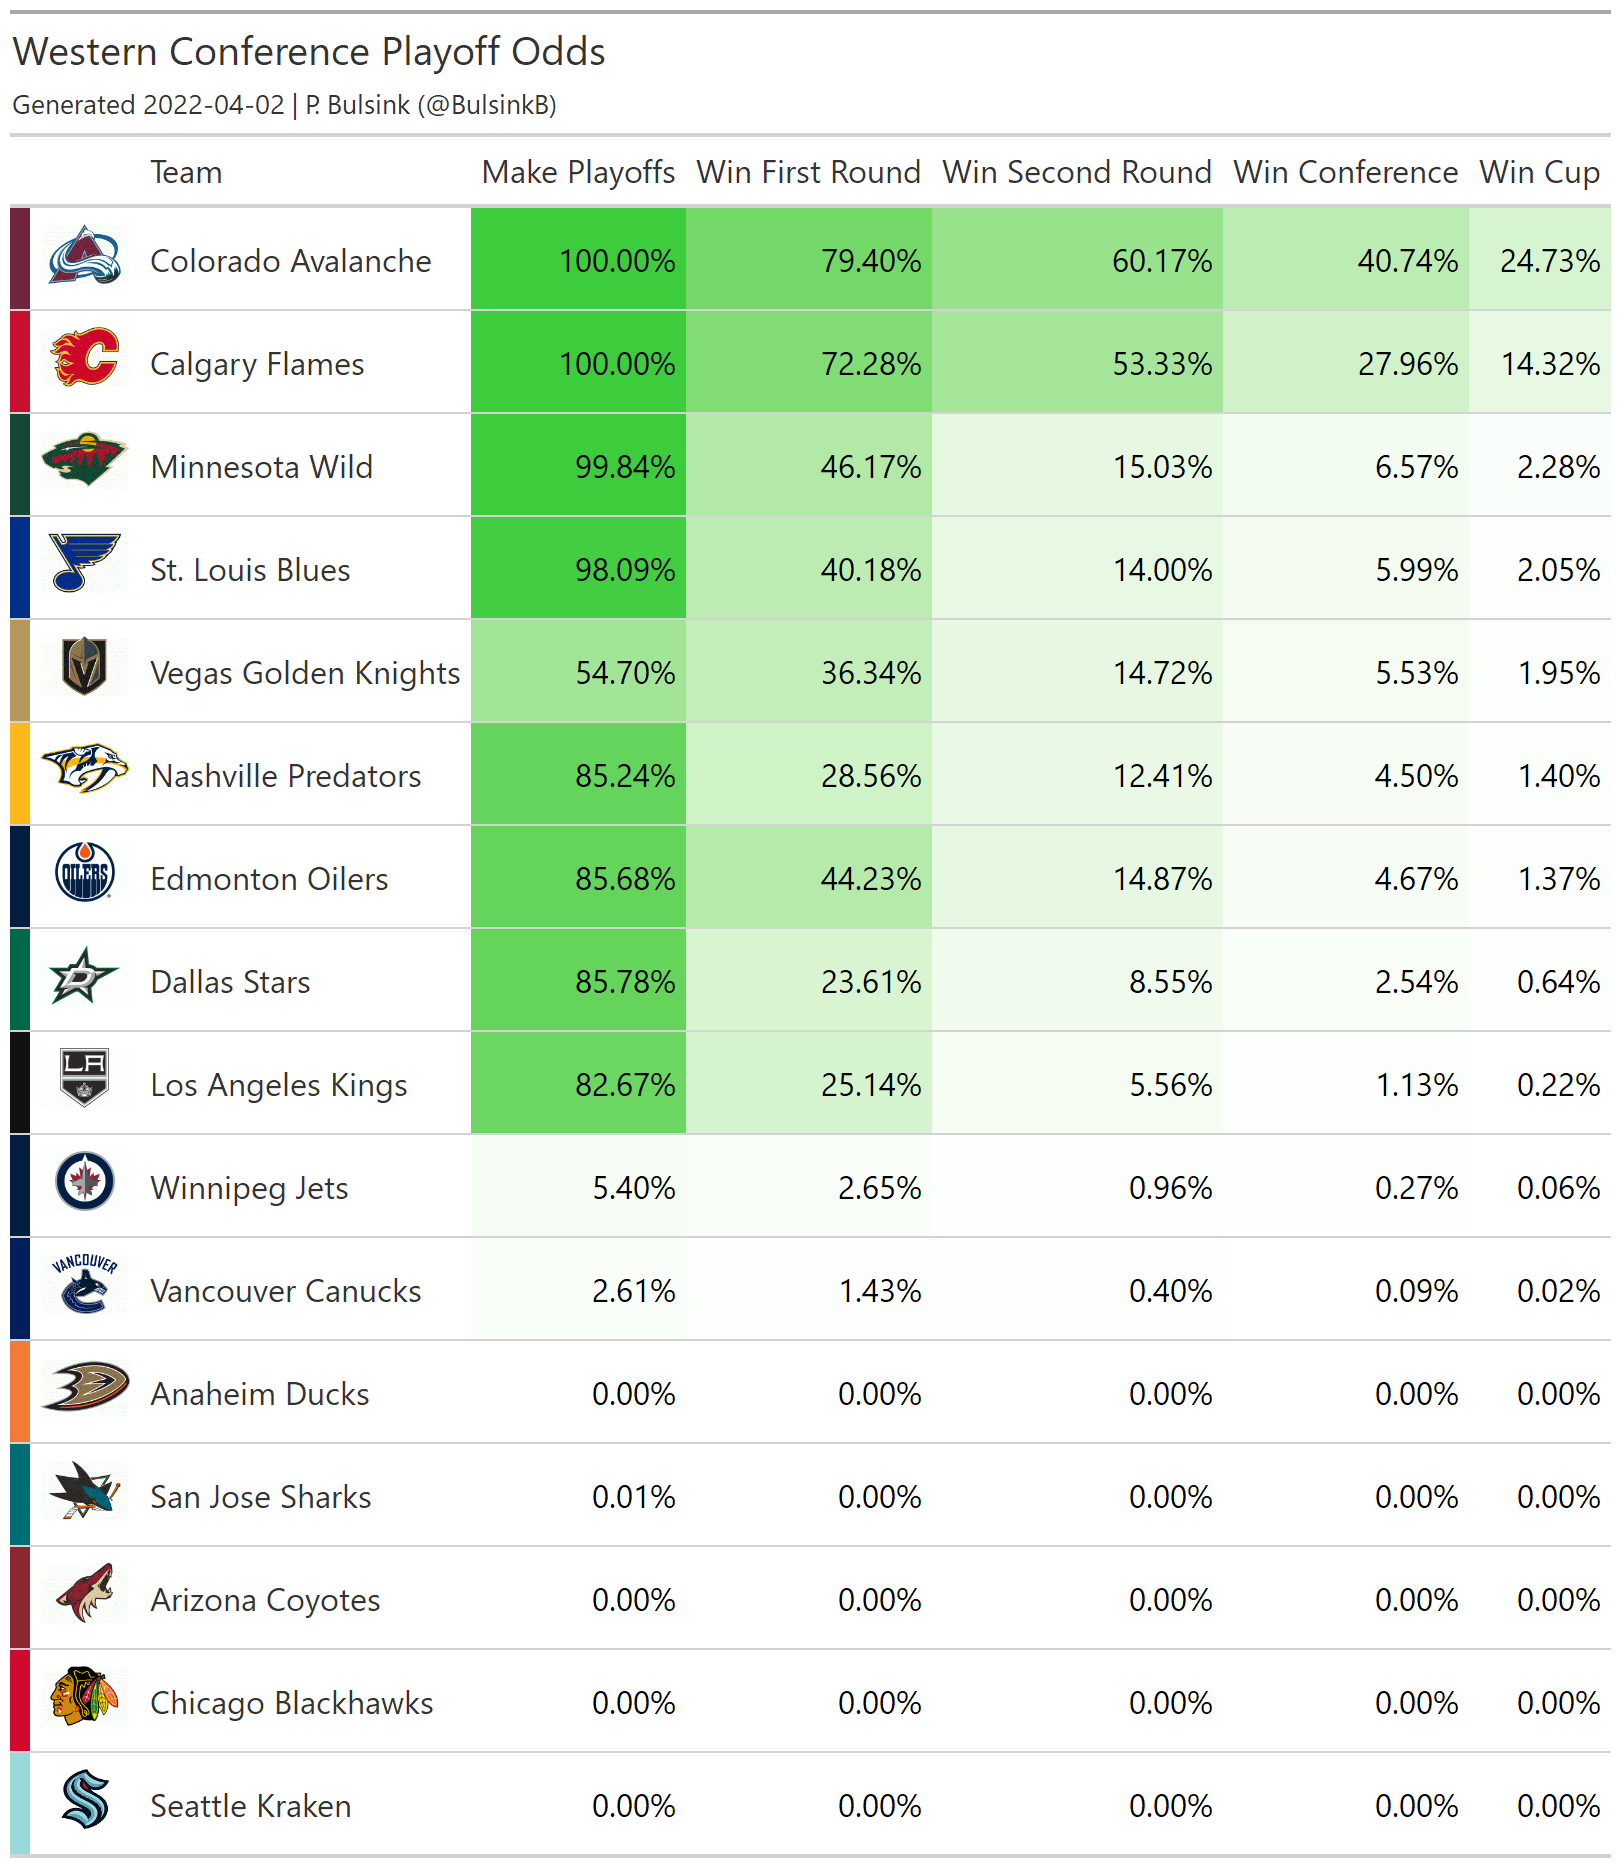 Western Conference Playoff Odds
Generated 2022-04-02 | P. Bulsink (@BulsinkB)
Team Make Playoffs Win First Round Win Second Round Win Conference Win Cup
Colorado Avalanche 100.00% 79.40% 60.17% 40.74% 24.73%
Calgary Flames 100.00% 72.28% 53.33% 27.96% 14.32%
Minnesota Wild 99.84% 46.17% 15.03% 6.57% 2.28%
St. Louis Blues 98.09% 40.18% 14.00% 5.99% 2.05%
Vegas Golden Knights 54.70% 36.34% 14.72% 5.53% 1.95%
Nashville Predators 85.24% 28.56% 12.41% 4.50% 1.40%
OILERS Edmonton Oilers 85.68% 44.23% 14.87% 4.67% 1.37%
D Dallas Stars 85.78% 23.61% 8.55% 2.54% 0.64%
LA Los Angeles Kings 82.67% 25.14% 5.56% 1.13% 0.22%
Winnipeg Jets 5.40% 2.65% 0.96% 0.27% 0.06%
VANCOUVER Vancouver Canucks 2.61% 1.43% 0.40% 0.09% 0.02%
Anaheim Ducks 0.00% 0.00% 0.00% 0.00% 0.00%
San Jose Sharks 0.01% 0.00% 0.00% 0.00% 0.00%
Arizona Coyotes 0.00% 0.00% 0.00% 0.00% 0.00%
Chicago Blackhawks 0.00% 0.00% 0.00% 0.00% 0.00%
Seattle Kraken 0.00% 0.00% 0.00% 0.00% 0.00%